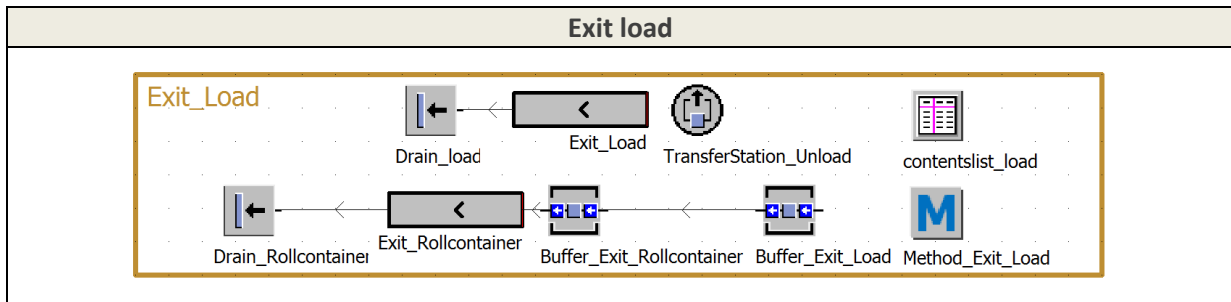 Exit load
Exit_Load
Drain_load
Exit_Load
TransferStation_Unload
contentslist_load
M
Drain_Rollcontainer
Exit_Rollcontainer
Buffer_Exit_Rollcontainer
Buffer_Exit_Load
Method_Exit_Load